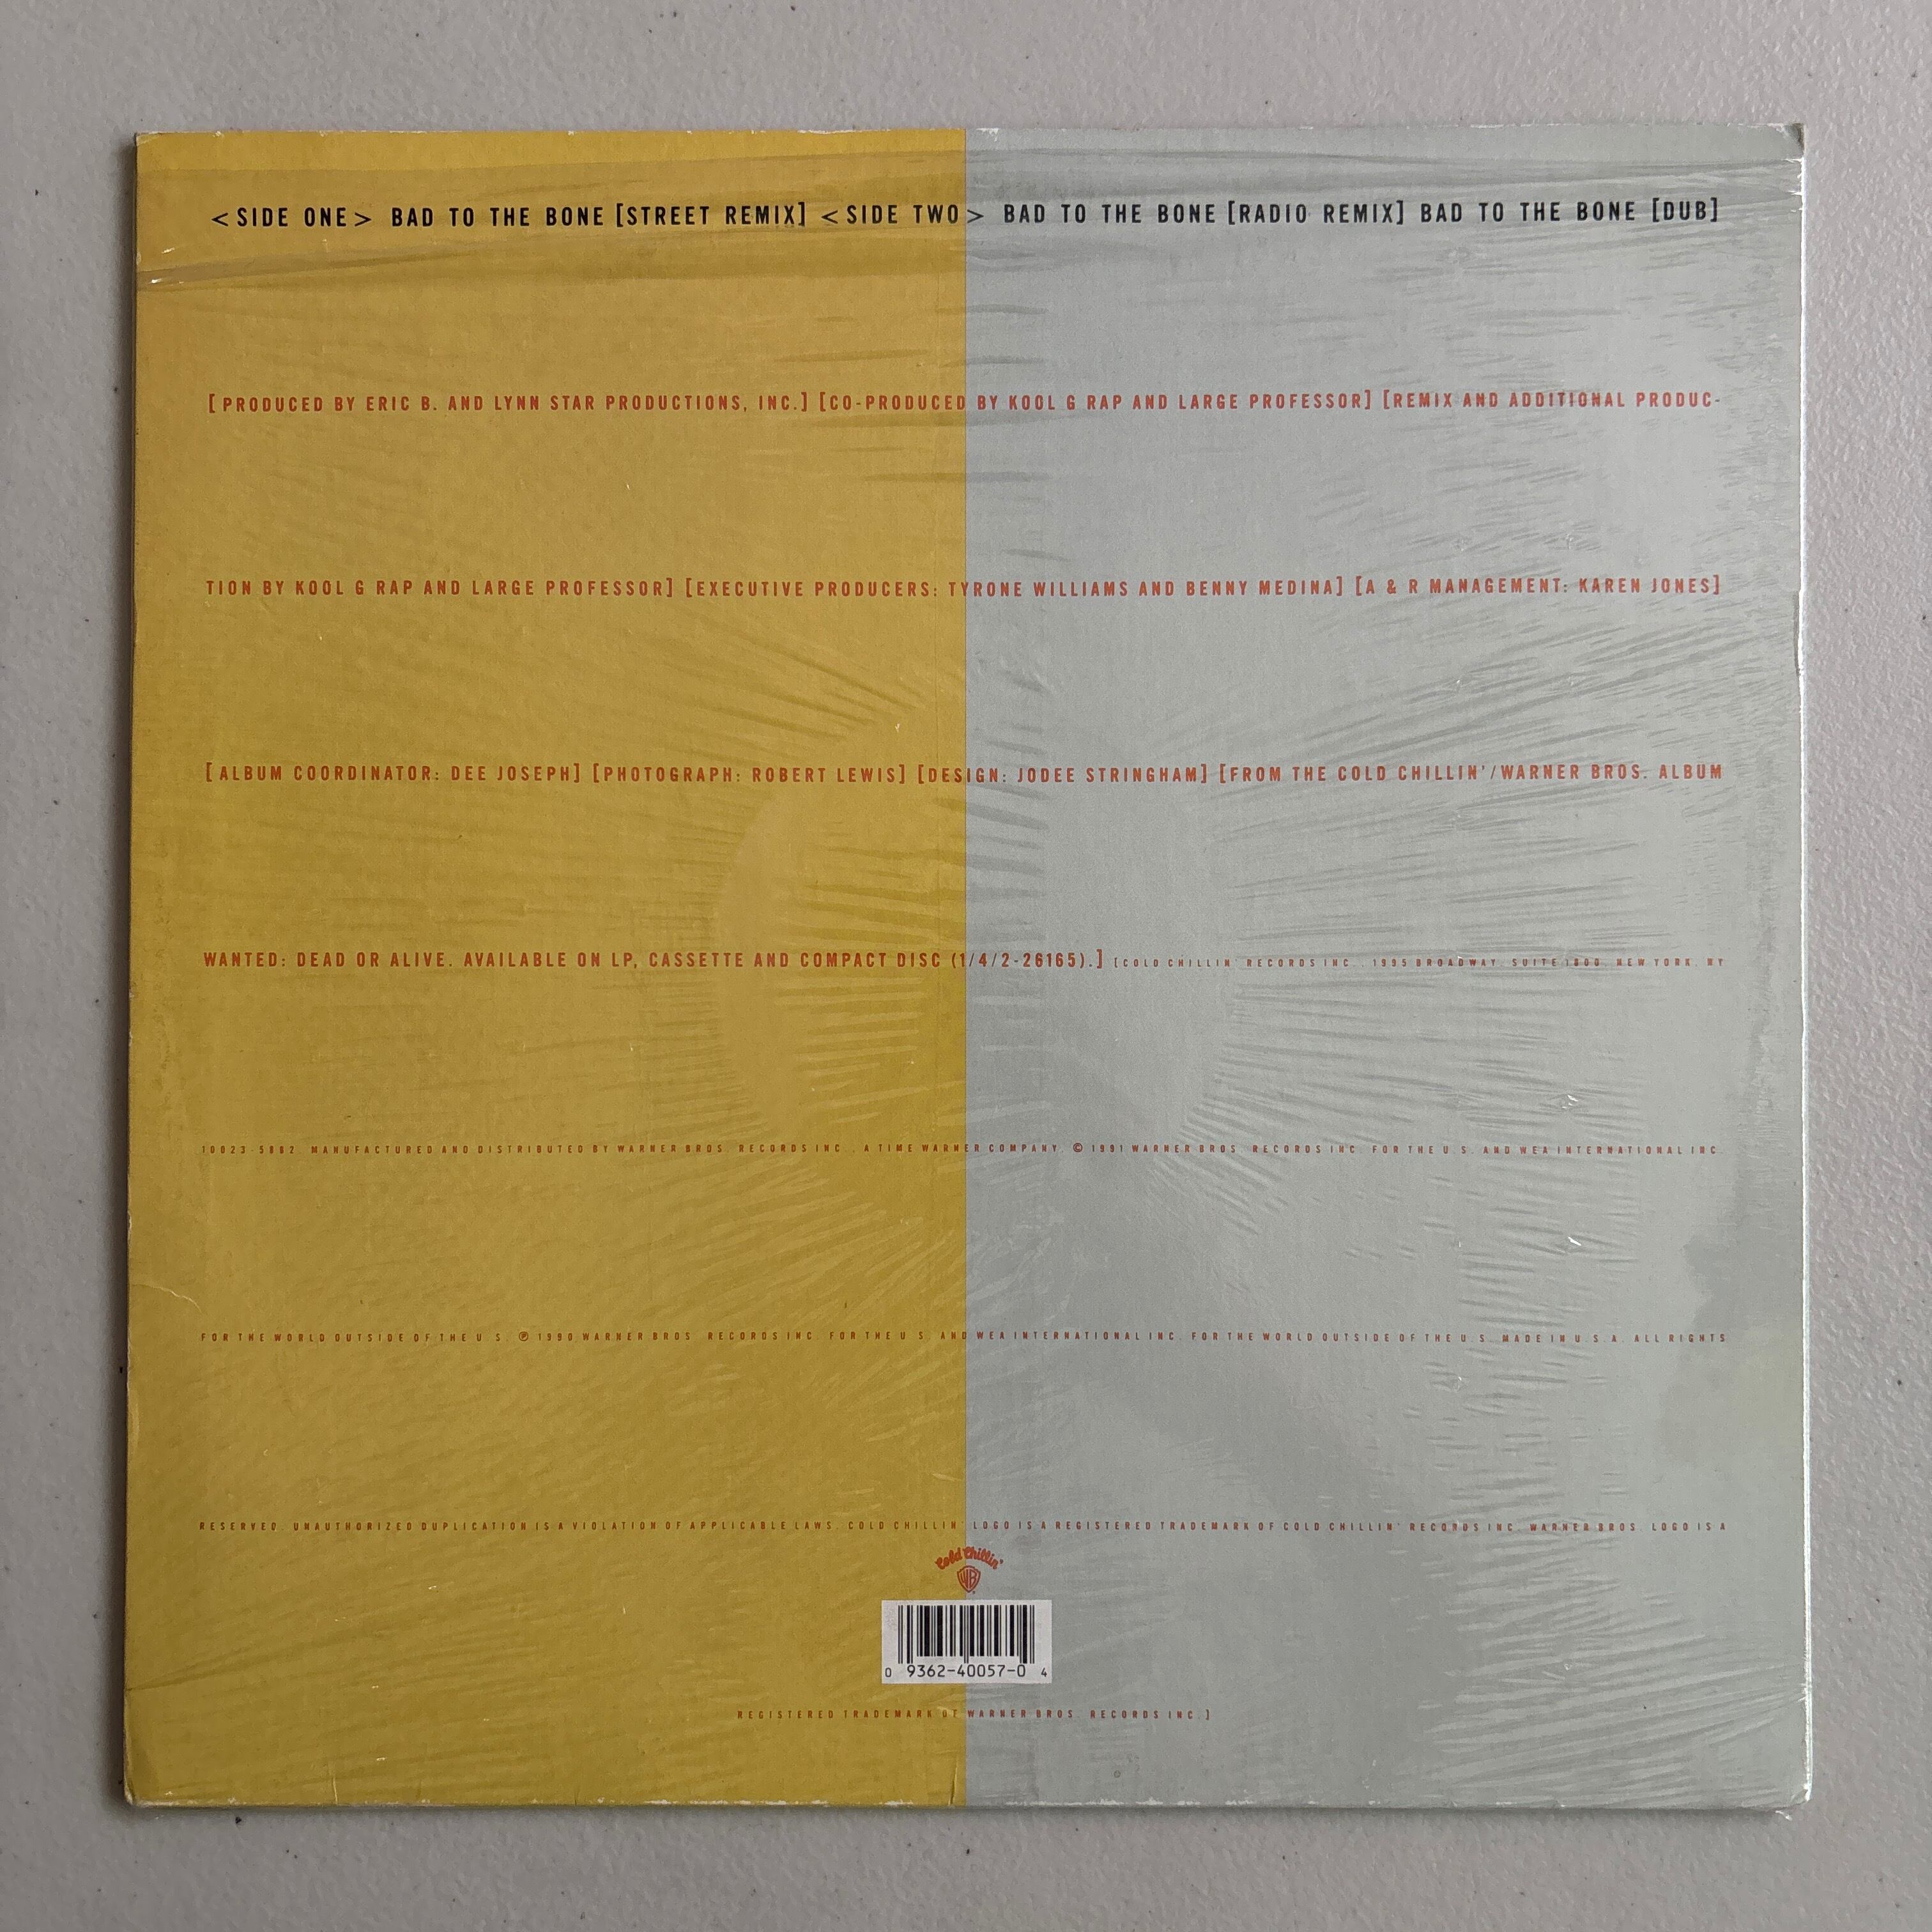 <SIDE ONE> BAD TO THE BONE [STREET REMIX] <SIDE TWO> BAD TO THE BONE [RADIO REMIX] BAD TO THE BONE [DUB]
[PRODUCED BY ERIC B. AND LYNN STAR PRODUCTIONS, INC.] [CO-PRODUCED BY KOOL G RAP AND LARGE PROFESSOR] [REMIX AND ADDITIONAL PRODUC-
TION BY KOOL G RAP AND LARGE PROFESSOR] [EXECUTIVE PRODUCERS: TYRONE WILLIAMS AND BENNY MEDINA] [A & R MANAGEMENT: KAREN JONES]
[ALBUM COORDINATOR: DEE JOSEPH] [PHOTOGRAPH: ROBERT LEWIS] [DESIGN: JODEE STRINGHAM] [FROM THE COLD CHILLIN'/WARNER BROS. ALBUM
WANTED: DEAD OR ALIVE. AVAILABLE ON LP, CASSETTE AND COMPACT DISC (1/4/2-26165).] [COLD CHILLIN' RECORDS INC., 1995 BROADWAY, SUITE 1800, NEW YORK, NY
10023-5882. MANUFACTURED AND DISTRIBUTED BY WARNER BROS. RECORDS INC., A TIME WARNER COMPANY. © 1991 WARNER BROS. RECORDS INC. FOR THE U.S. AND WEA INTERNATIONAL INC.
FOR THE WORLD OUTSIDE OF THE U.S. ℗ 1990 WARNER BROS. RECORDS INC. FOR THE U.S. AND WEA INTERNATIONAL INC. FOR THE WORLD OUTSIDE OF THE U.S. MADE IN U.S.A. ALL RIGHTS
RESERVED. UNAUTHORIZED DUPLICATION IS A VIOLATION OF APPLICABLE LAWS. COLD CHILLIN' LOGO IS A REGISTERED TRADEMARK OF COLD CHILLIN' RECORDS INC. WARNER BROS. LOGO IS A
Cold Chillin'
WB
0 9362-40057-0 4
REGISTERED TRADEMARK OF WARNER BROS. RECORDS INC.]